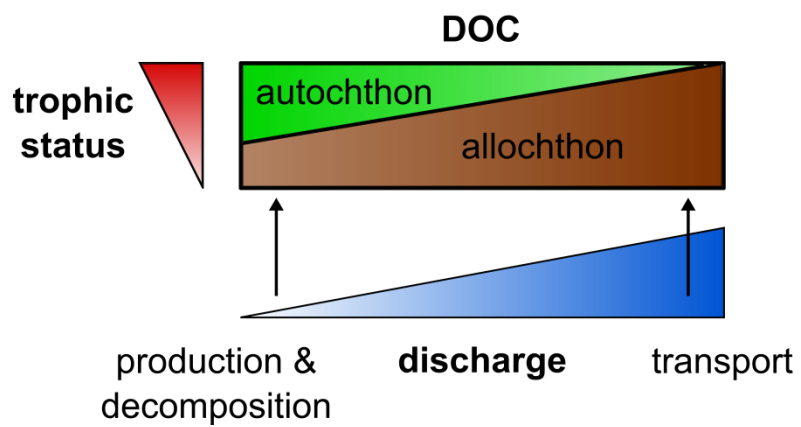 DOC
trophic
status
autochthon
allochthon
production &
decomposition
discharge
transport